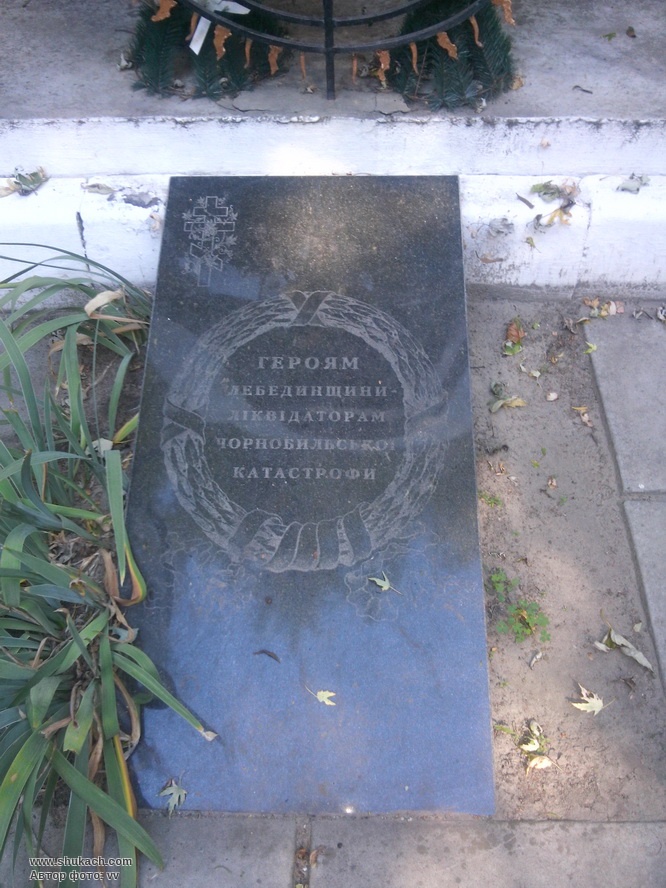 ГЕРОЯМ
ЛЕБЕДИНЩИНИ-
ЛІКВІДАТОРАМ
ЧОРНОБИЛЬСЬКОЇ
КАТАСТРОФИ
www.shukach.com
Автор фото: vv